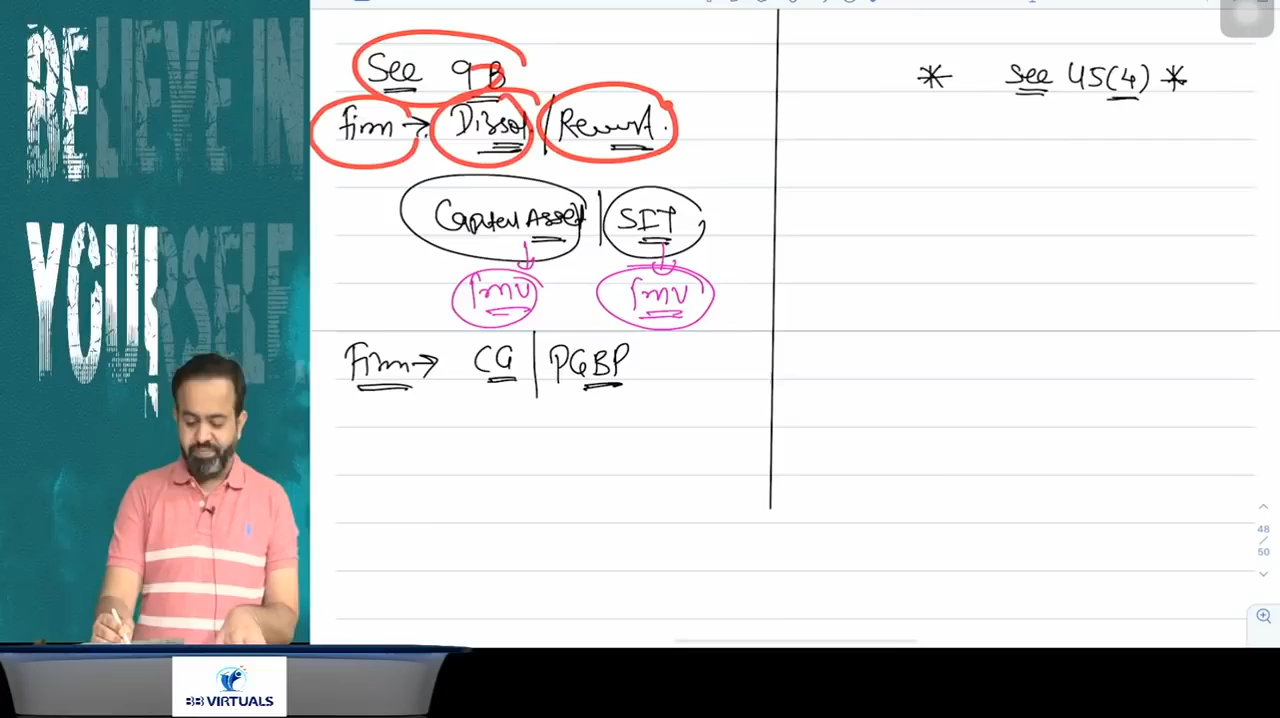 BELIEVE IN
YOURSELF
See 9B
firm → Dissol. | Reconst.
Capital Asset | SIT
FMV FMV
Firm → CG | PGBP
* See 45(4) *
48
/
50
BB VIRTUALS